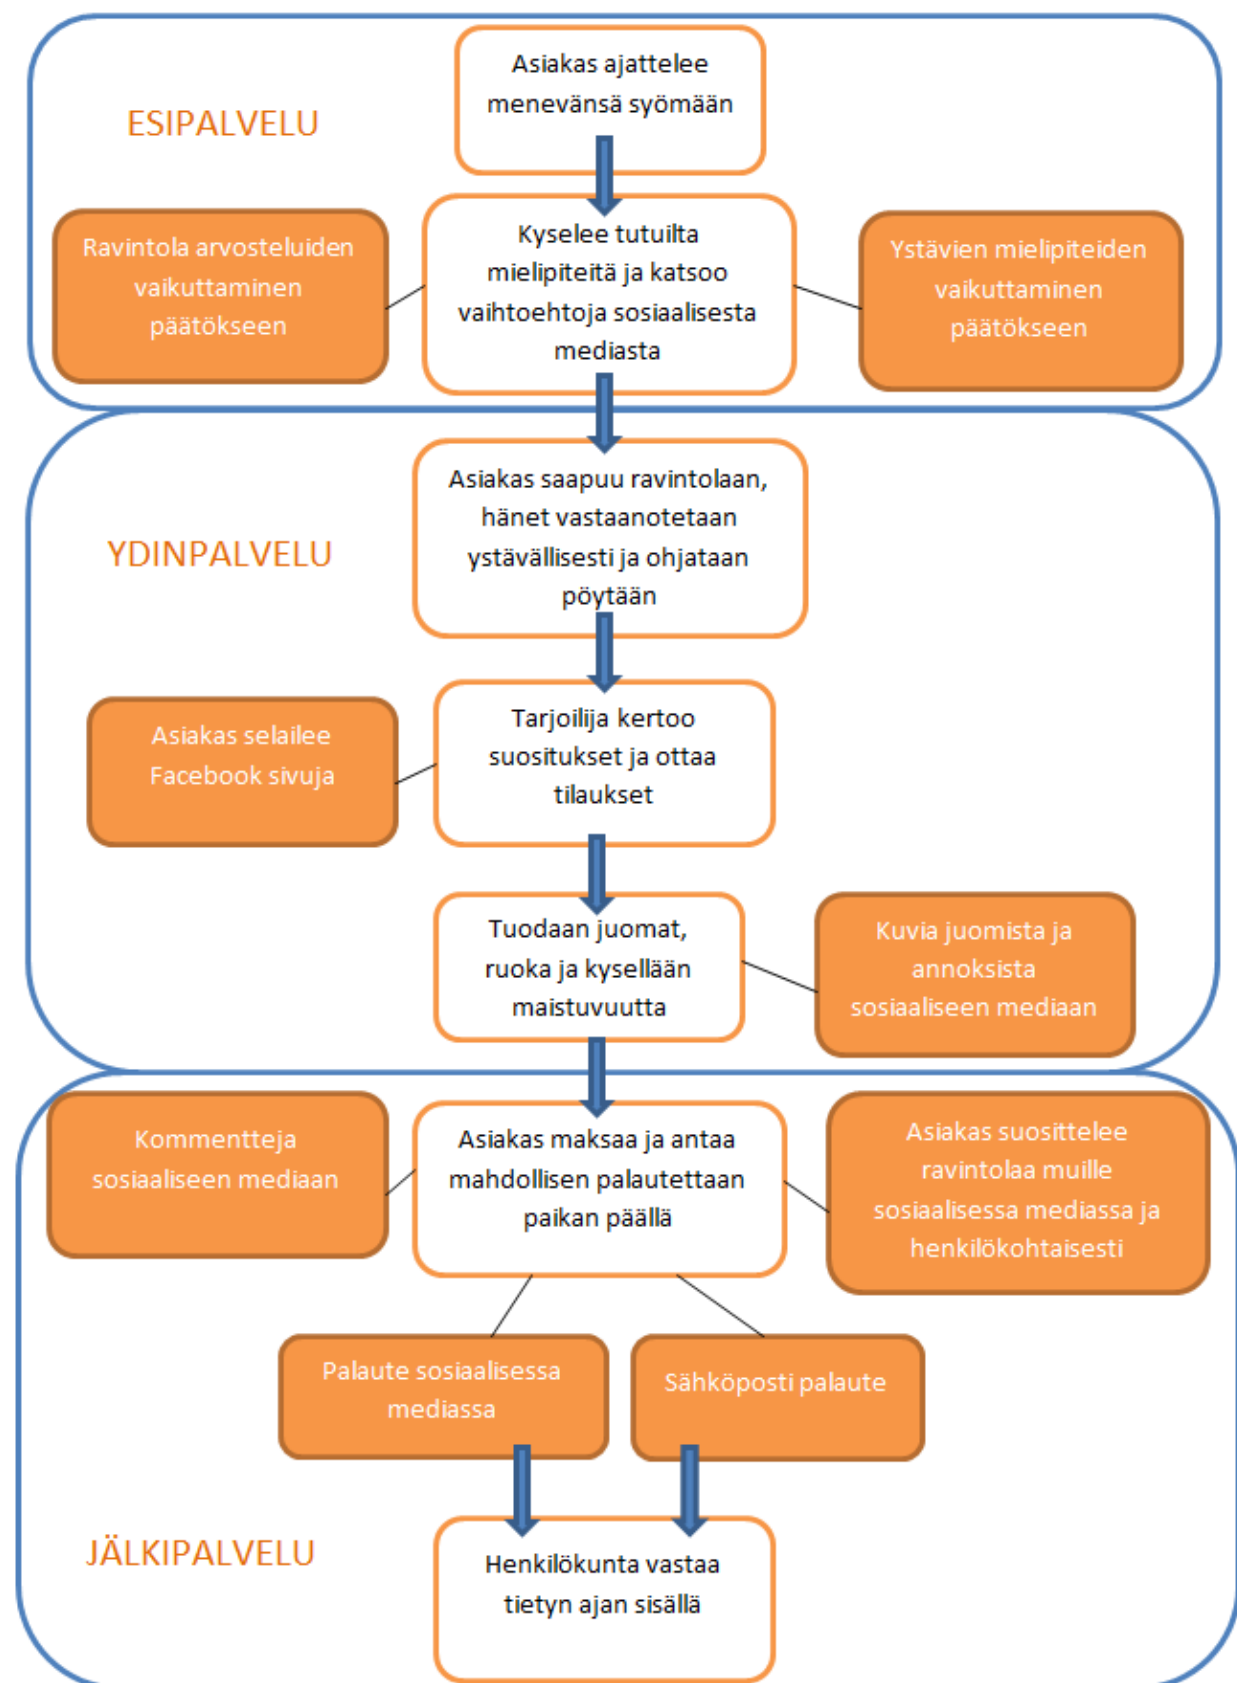 Asiakas ajattelee
menevänsä syömään
ESIPALVELU
Ravintola arvosteluiden
vaikuttaminen
päätökseen
Kyselee tutuilta
mielipiteitä ja katsoo
vaihtoehtoja sosiaalisesta
mediasta
Ystävien mielipiteiden
vaikuttaminen
päätökseen
Asiakas saapuu ravintolaan,
hänet vastaanotetaan
ystävällisesti ja ohjataan
pöytään
YDINPALVELU
Asiakas selailee
Facebook sivuja
Tarjoilija kertoo
suositukset ja ottaa
tilaukset
Tuodaan juomat,
ruoka ja kysellään
maistuvuutta
Kuvia juomista ja
annoksista
sosiaaliseen mediaan
Kommentteja
sosiaaliseen mediaan
Asiakas maksaa ja antaa
mahdollisen palautettaan
paikan päällä
Asiakas suosittelee
ravintolaa muille
sosiaalisessa mediassa ja
henkilökohtaisesti
Palaute sosiaalisessa
mediassa
Sähköposti palaute
JÄLKIPALVELU
Henkilökunta vastaa
tietyn ajan sisällä